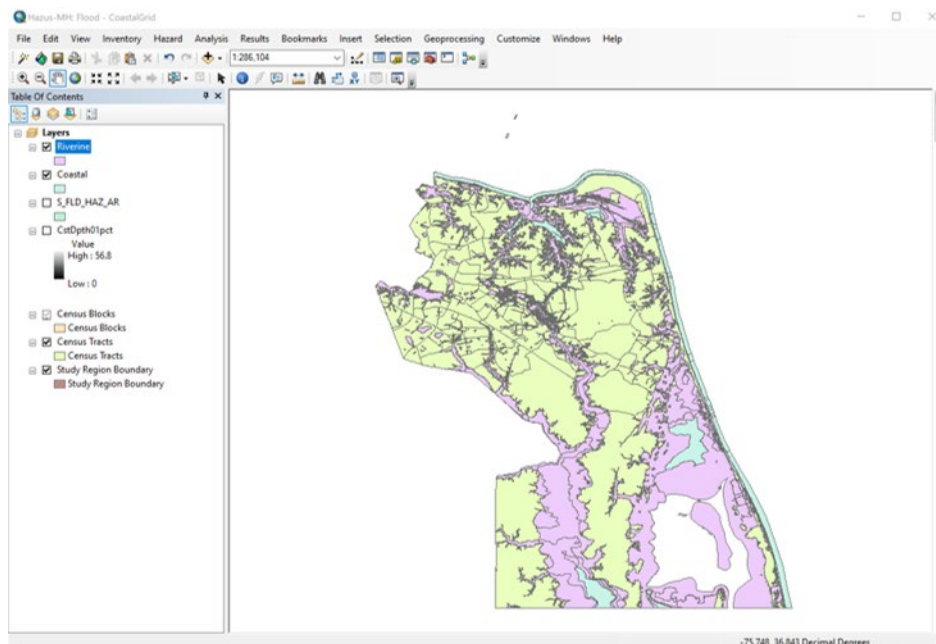 Hazus-MH: Flood - CoastalGrid
File Edit View Inventory Hazard Analysis Results Bookmarks Insert Selection Geoprocessing Customize Windows Help
1:286,104
Table Of Contents
Layers
Riverine
Coastal
S_FLD_HAZ_AR
CstDpth01pct
Value
High : 56.8
Low : 0
Census Blocks
Census Blocks
Census Tracts
Census Tracts
Study Region Boundary
Study Region Boundary
-75.748 36.843 Decimal Degrees